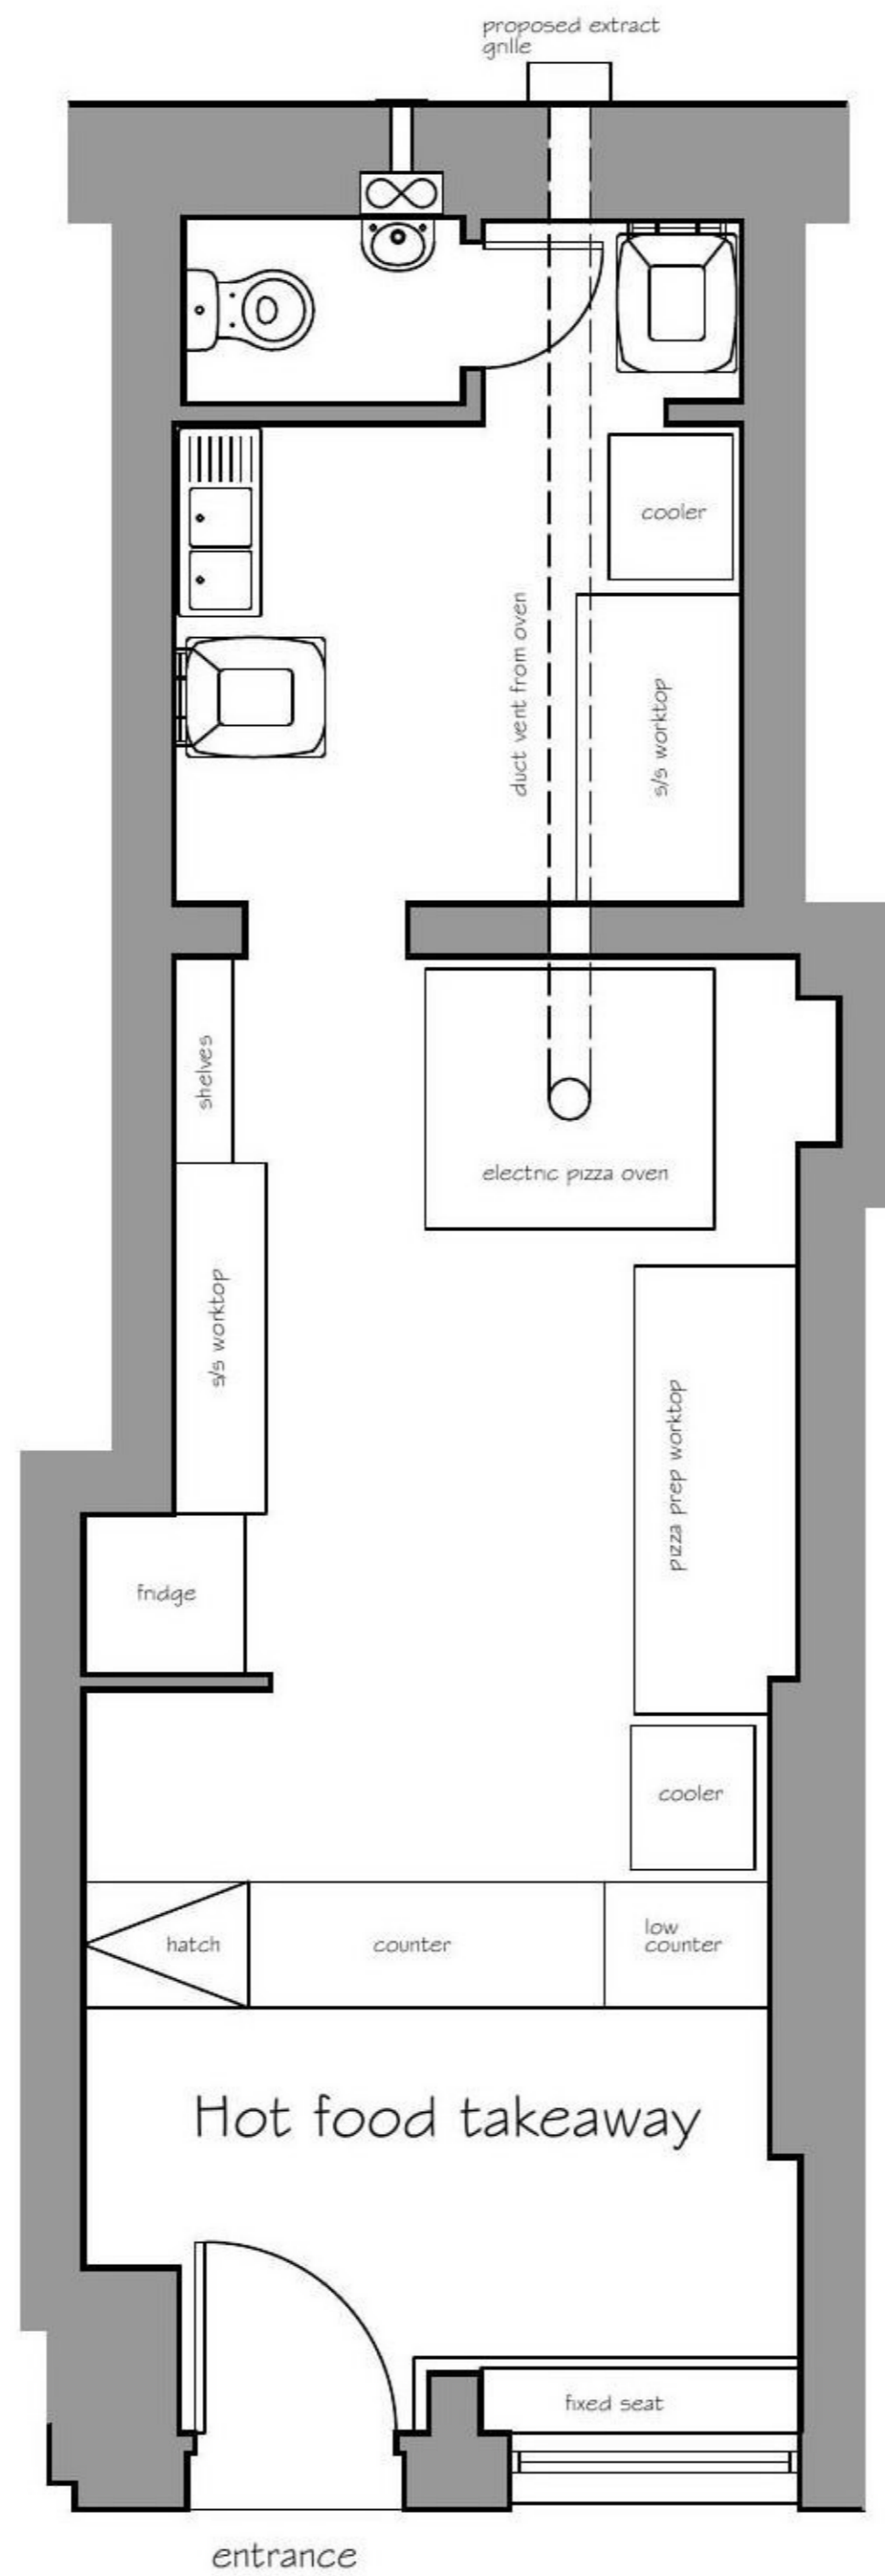 proposed extract
grille
cooler
duct vent from oven
s/s worktop
shelves
electric pizza oven
s/s worktop
pizza prep worktop
fridge
cooler
hatch
counter
low
counter
Hot food takeaway
fixed seat
entrance